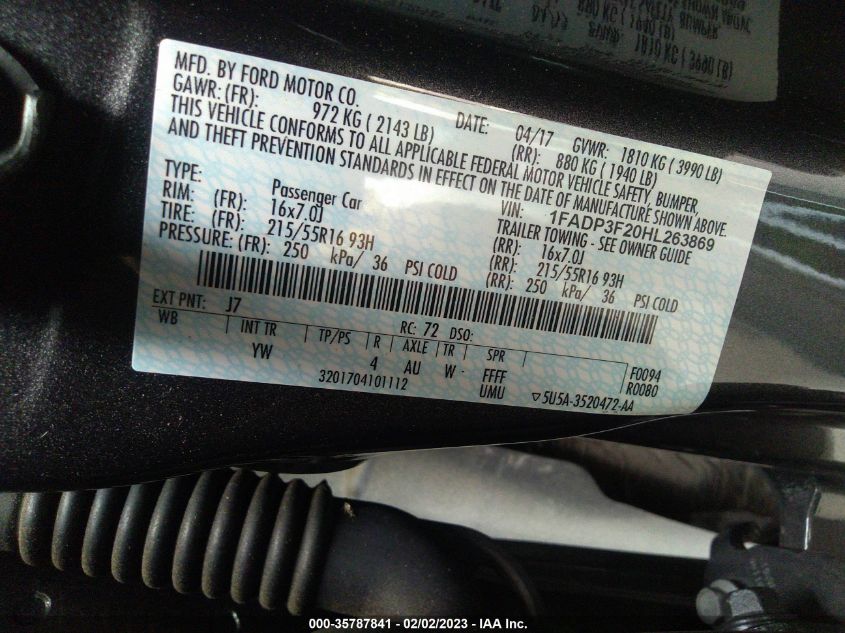 MFD. BY FORD MOTOR CO. DATE: 04/17 GVWR: 1810 KG ( 3990 LB)
GAWR: (FR): 972 KG ( 2143 LB) (RR): 880 KG ( 1940 LB)
THIS VEHICLE CONFORMS TO ALL APPLICABLE FEDERAL MOTOR VEHICLE SAFETY, BUMPER,
AND THEFT PREVENTION STANDARDS IN EFFECT ON THE DATE OF MANUFACTURE SHOWN ABOVE.
VIN: 1FADP3F20HL263869
TYPE: Passenger Car TRAILER TOWING - SEE OWNER GUIDE
RIM: (FR) 16x7.0J (RR): 16x7.0J
TIRE: (FR): 215/55R16 93H (RR): 215/55R16 93H
PRESSURE: (FR): 250 kPa/ 36 PSI COLD (RR): 250 kPa/ 36 PSI COLD
EXT PNT: J7 RC: 72 DSO:
WB INT TR TP/PS R AXLE TR SPR
YW 4 AU W FFFF F0094
3201704101112 UMU R0080
▽5U5A-3520472-AA
1810 KG ( 3990 LB)
000-35787841 - 02/02/2023 - IAA Inc.